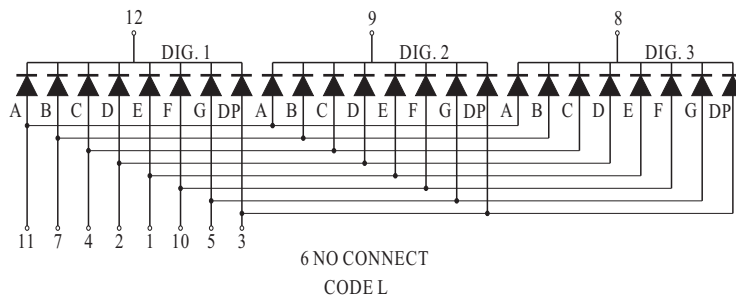 12 9 8
DIG. 1 DIG. 2 DIG. 3
A B C D E F G DP A B C D E F G DP A B C D E F G DP
11 7 4 2 1 10 5 3
6 NO CONNECT
CODE L